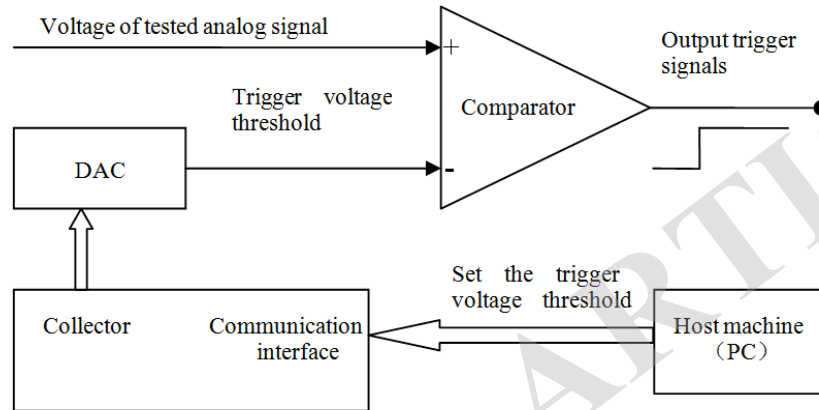 Voltage of tested analog signal
Output trigger
signals
+
Trigger voltage
threshold
Comparator
DAC
-
Set the trigger
voltage threshold
Collector
Communication
interface
Host machine
（PC）
ARTI